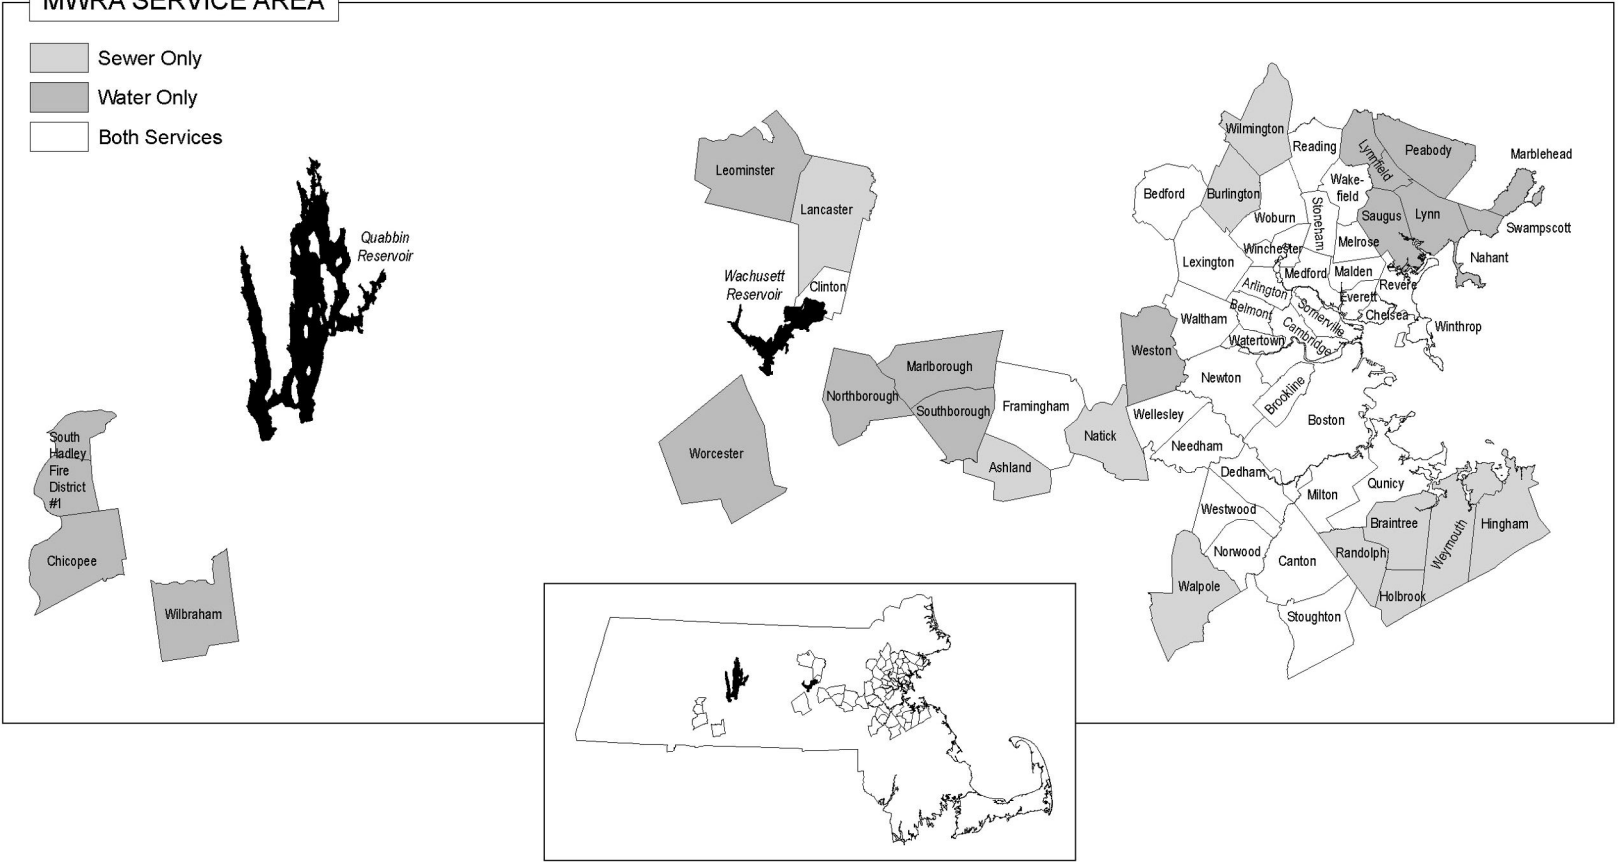 MWRA SERVICE AREA
Sewer Only
Water Only
Both Services
Quabbin
Reservoir
South
Hadley
Fire
District
#1
Chicopee
Wilbraham
Leominster
Lancaster
Clinton
Wachusett
Reservoir
Worcester
Northborough
Marlborough
Southborough
Framingham
Ashland
Natick
Weston
Wellesley
Wilmington
Reading
Lynnfield
Peabody
Marblehead
Bedford
Burlington
Wake-
field
Woburn
Stoneham
Saugus
Lynn
Swampscott
Nahant
Winchester
Melrose
Lexington
Medford
Malden
Revere
Arlington
Everett
Chelsea
Winthrop
Waltham
Belmont
Somerville
Cambridge
Watertown
Newton
Brookline
Boston
Needham
Dedham
Milton
Qunicy
Westwood
Braintree
Weymouth
Hingham
Norwood
Canton
Randolph
Walpole
Holbrook
Stoughton